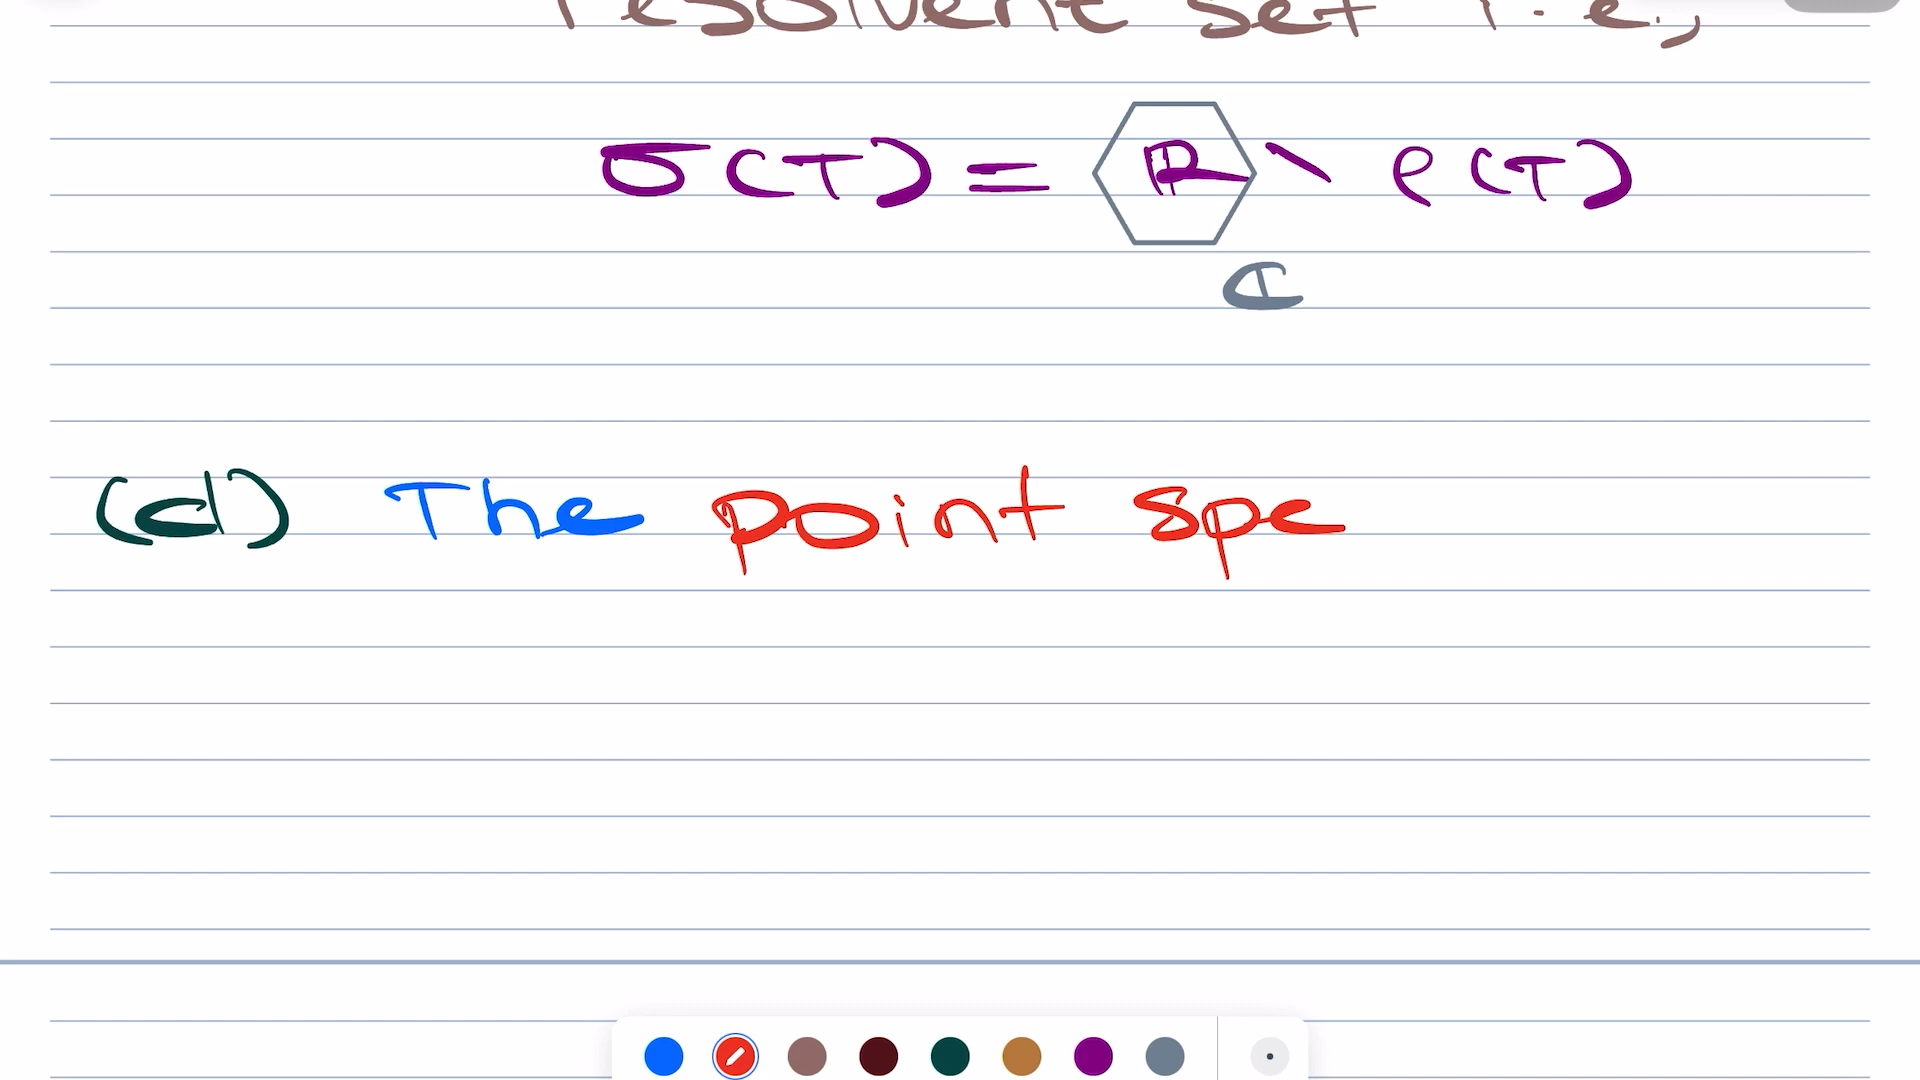 resolvent set i.e.,
σ(T) = ℝ \ ρ(T)
ℂ
(d) The point spe